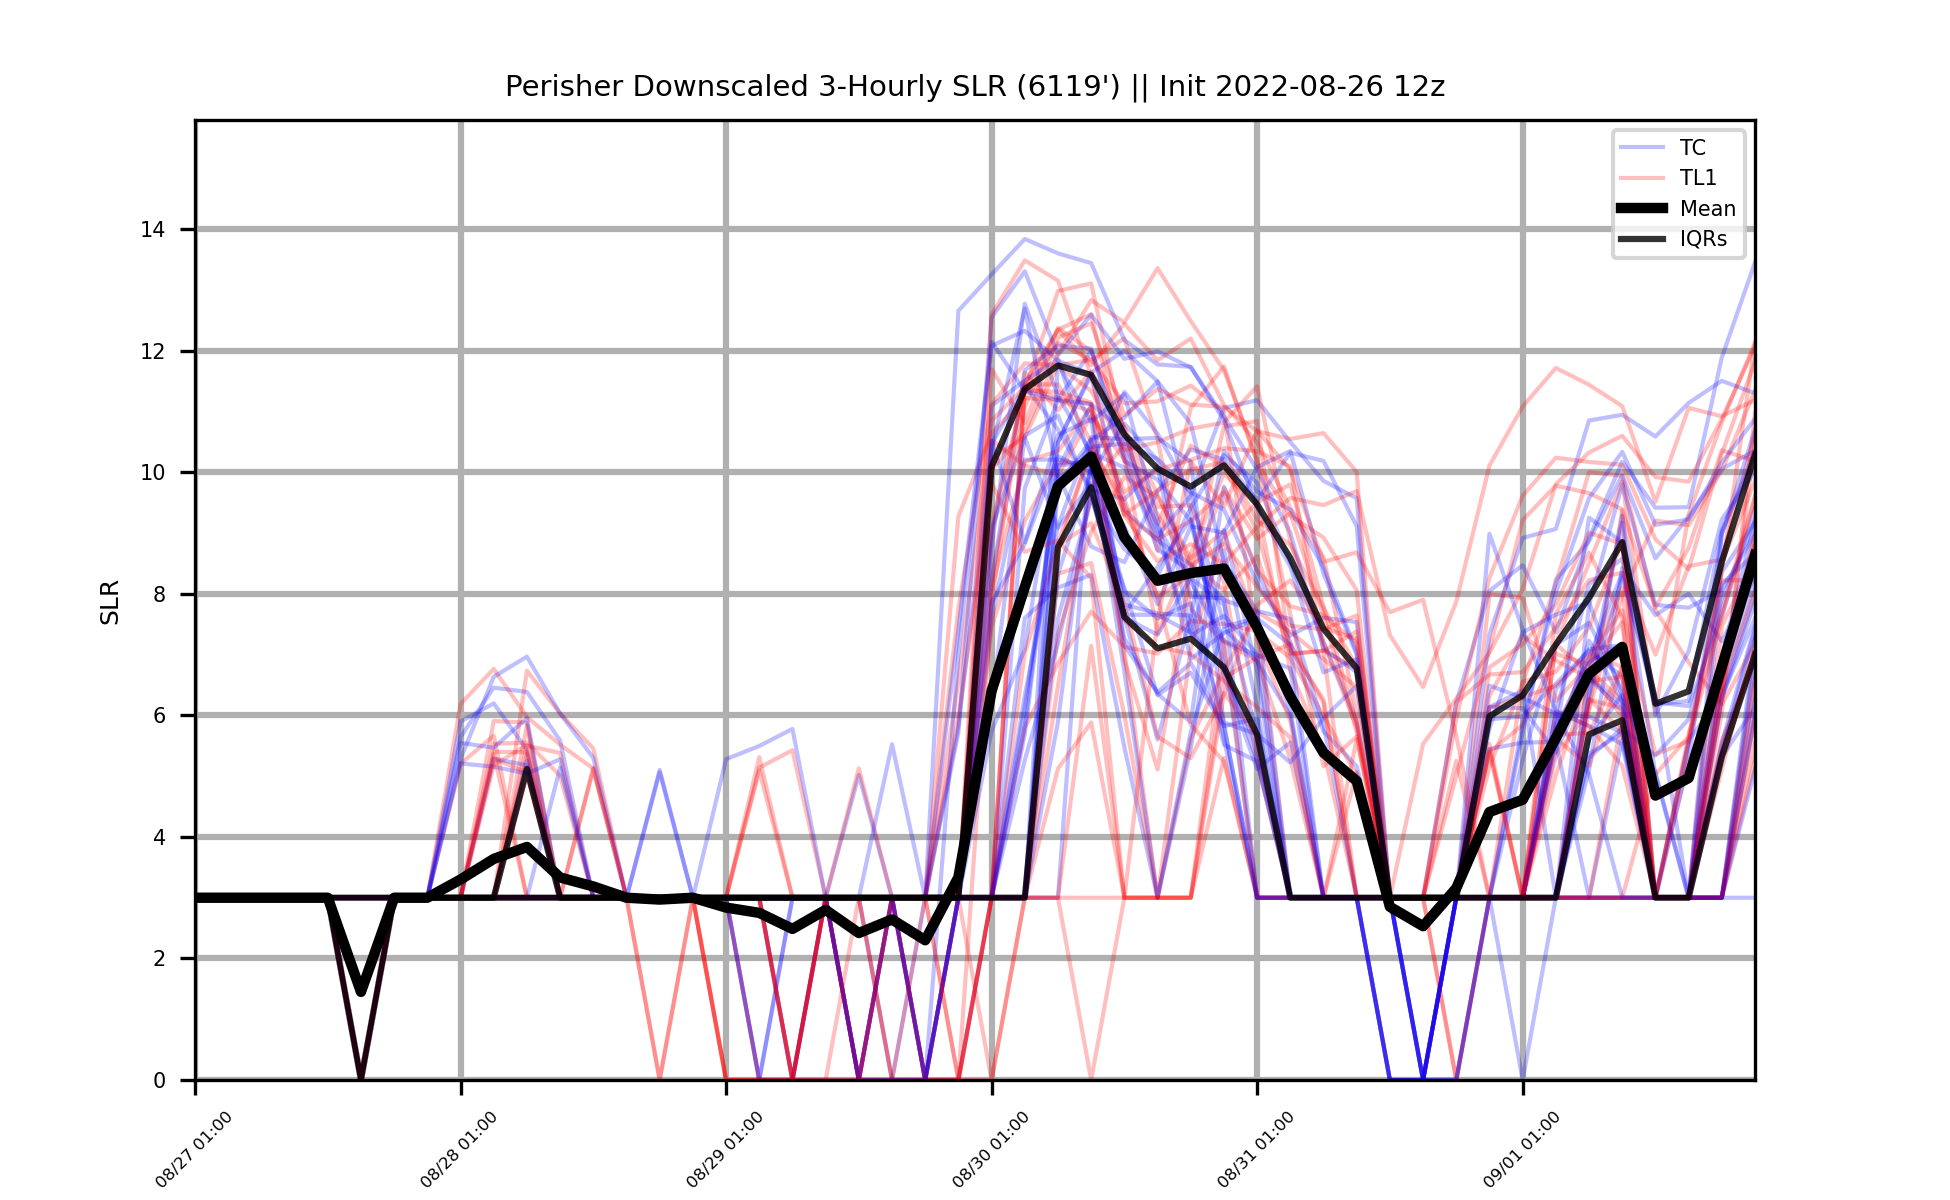 Perisher Downscaled 3-Hourly SLR (6119') || Init 2022-08-26 12z
TC
TL1
Mean
IQRs
SLR
14
12
10
8
6
4
2
0
08/27 01:00
08/28 01:00
08/29 01:00
08/30 01:00
08/31 01:00
09/01 01:00